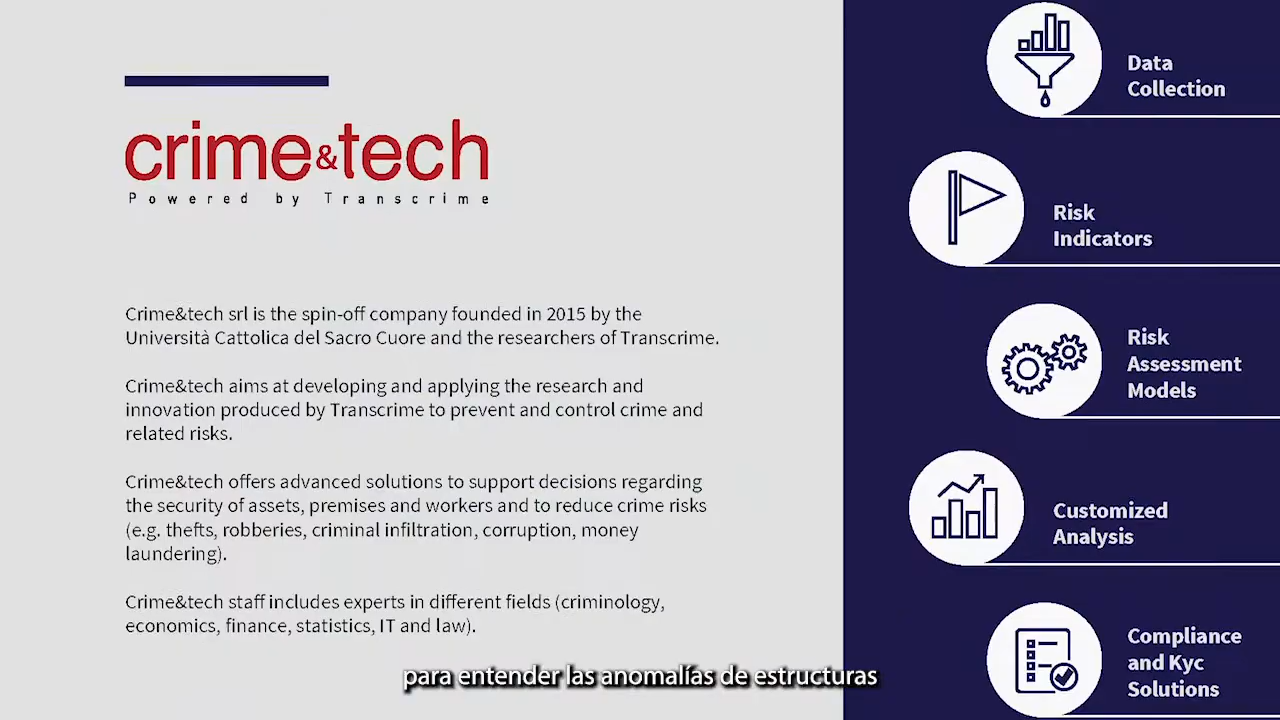 crime&tech
Powered by Transcrime
Crime&tech srl is the spin-off company founded in 2015 by the
Università Cattolica del Sacro Cuore and the researchers of Transcrime.
Crime&tech aims at developing and applying the research and
innovation produced by Transcrime to prevent and control crime and
related risks.
Crime&tech offers advanced solutions to support decisions regarding
the security of assets, premises and workers and to reduce crime risks
(e.g. thefts, robberies, criminal infiltration, corruption, money
laundering).
Crime&tech staff includes experts in different fields (criminology,
economics, finance, statistics, IT and law).
Data
Collection
Risk
Indicators
Risk
Assessment
Models
Customized
Analysis
Compliance
and Kyc
Solutions
para entender las anomalías de estructuras